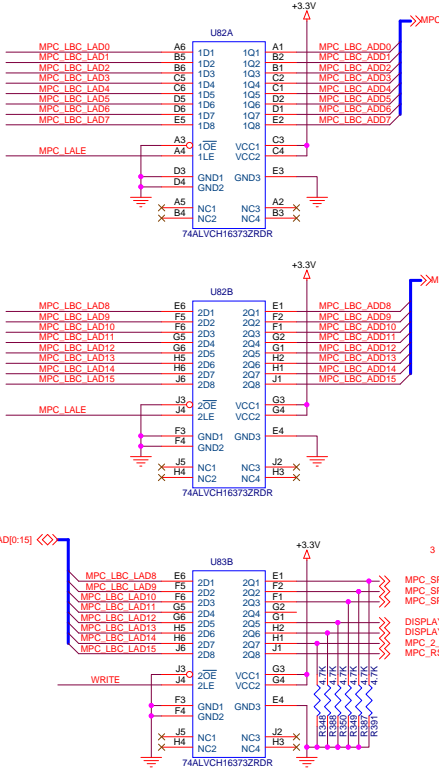 +3.3V
MPC
U82A
MPC_LBC_LAD0 A6 1D1 1Q1 A1 MPC_LBC_ADD0
MPC_LBC_LAD1 B5 1D2 1Q2 B2 MPC_LBC_ADD1
MPC_LBC_LAD2 B6 1D3 1Q3 B1 MPC_LBC_ADD2
MPC_LBC_LAD3 C5 1D4 1Q4 C2 MPC_LBC_ADD3
MPC_LBC_LAD4 C6 1D5 1Q5 C1 MPC_LBC_ADD4
MPC_LBC_LAD5 D5 1D6 1Q6 D2 MPC_LBC_ADD5
MPC_LBC_LAD6 D6 1D7 1Q7 D1 MPC_LBC_ADD6
MPC_LBC_LAD7 E5 1D8 1Q8 E2 MPC_LBC_ADD7
A3 1OE VCC1 C3
MPC_LALE A4 1LE VCC2 C4
D3 GND1 GND3 E3
D4 GND2
A5 NC1 NC3 A2
B4 NC2 NC4 B3
74ALVCH16373ZRDR
+3.3V
M
U82B
MPC_LBC_LAD8 E6 2D1 2Q1 E1 MPC_LBC_ADD8
MPC_LBC_LAD9 F5 2D2 2Q2 F2 MPC_LBC_ADD9
MPC_LBC_LAD10 F6 2D3 2Q3 F1 MPC_LBC_ADD10
MPC_LBC_LAD11 G5 2D4 2Q4 G2 MPC_LBC_ADD11
MPC_LBC_LAD12 G6 2D5 2Q5 G1 MPC_LBC_ADD12
MPC_LBC_LAD13 H5 2D6 2Q6 H2 MPC_LBC_ADD13
MPC_LBC_LAD14 H6 2D7 2Q7 H1 MPC_LBC_ADD14
MPC_LBC_LAD15 J6 2D8 2Q8 J1 MPC_LBC_ADD15
J3 2OE VCC1 G3
MPC_LALE J4 2LE VCC2 G4
F3 GND1 GND3 E4
F4 GND2
J5 NC1 NC3 J2
H4 NC2 NC4 H3
74ALVCH16373ZRDR
AD[0:15]
+3.3V
3
U83B
MPC_LBC_LAD8 E6 2D1 2Q1 E1 MPC_SP
MPC_LBC_LAD9 F5 2D2 2Q2 F2 MPC_SP
MPC_LBC_LAD10 F6 2D3 2Q3 F1 MPC_SP
MPC_LBC_LAD11 G5 2D4 2Q4 G2
MPC_LBC_LAD12 G6 2D5 2Q5 G1 DISPLAY
MPC_LBC_LAD13 H5 2D6 2Q6 H2 DISPLAY
MPC_LBC_LAD14 H6 2D7 2Q7 H1 MPC_2_
MPC_LBC_LAD15 J6 2D8 2Q8 J1 MPC_RS
J3 2OE VCC1 G3
WRITE J4 2LE VCC2 G4
F3 GND1 GND3 E4
F4 GND2
J5 NC1 NC3 J2
H4 NC2 NC4 H3
74ALVCH16373ZRDR
R348 4.7K
R388 4.7K
R350 4.7K
R349 4.7K
R387 4.7K
R391 4.7K